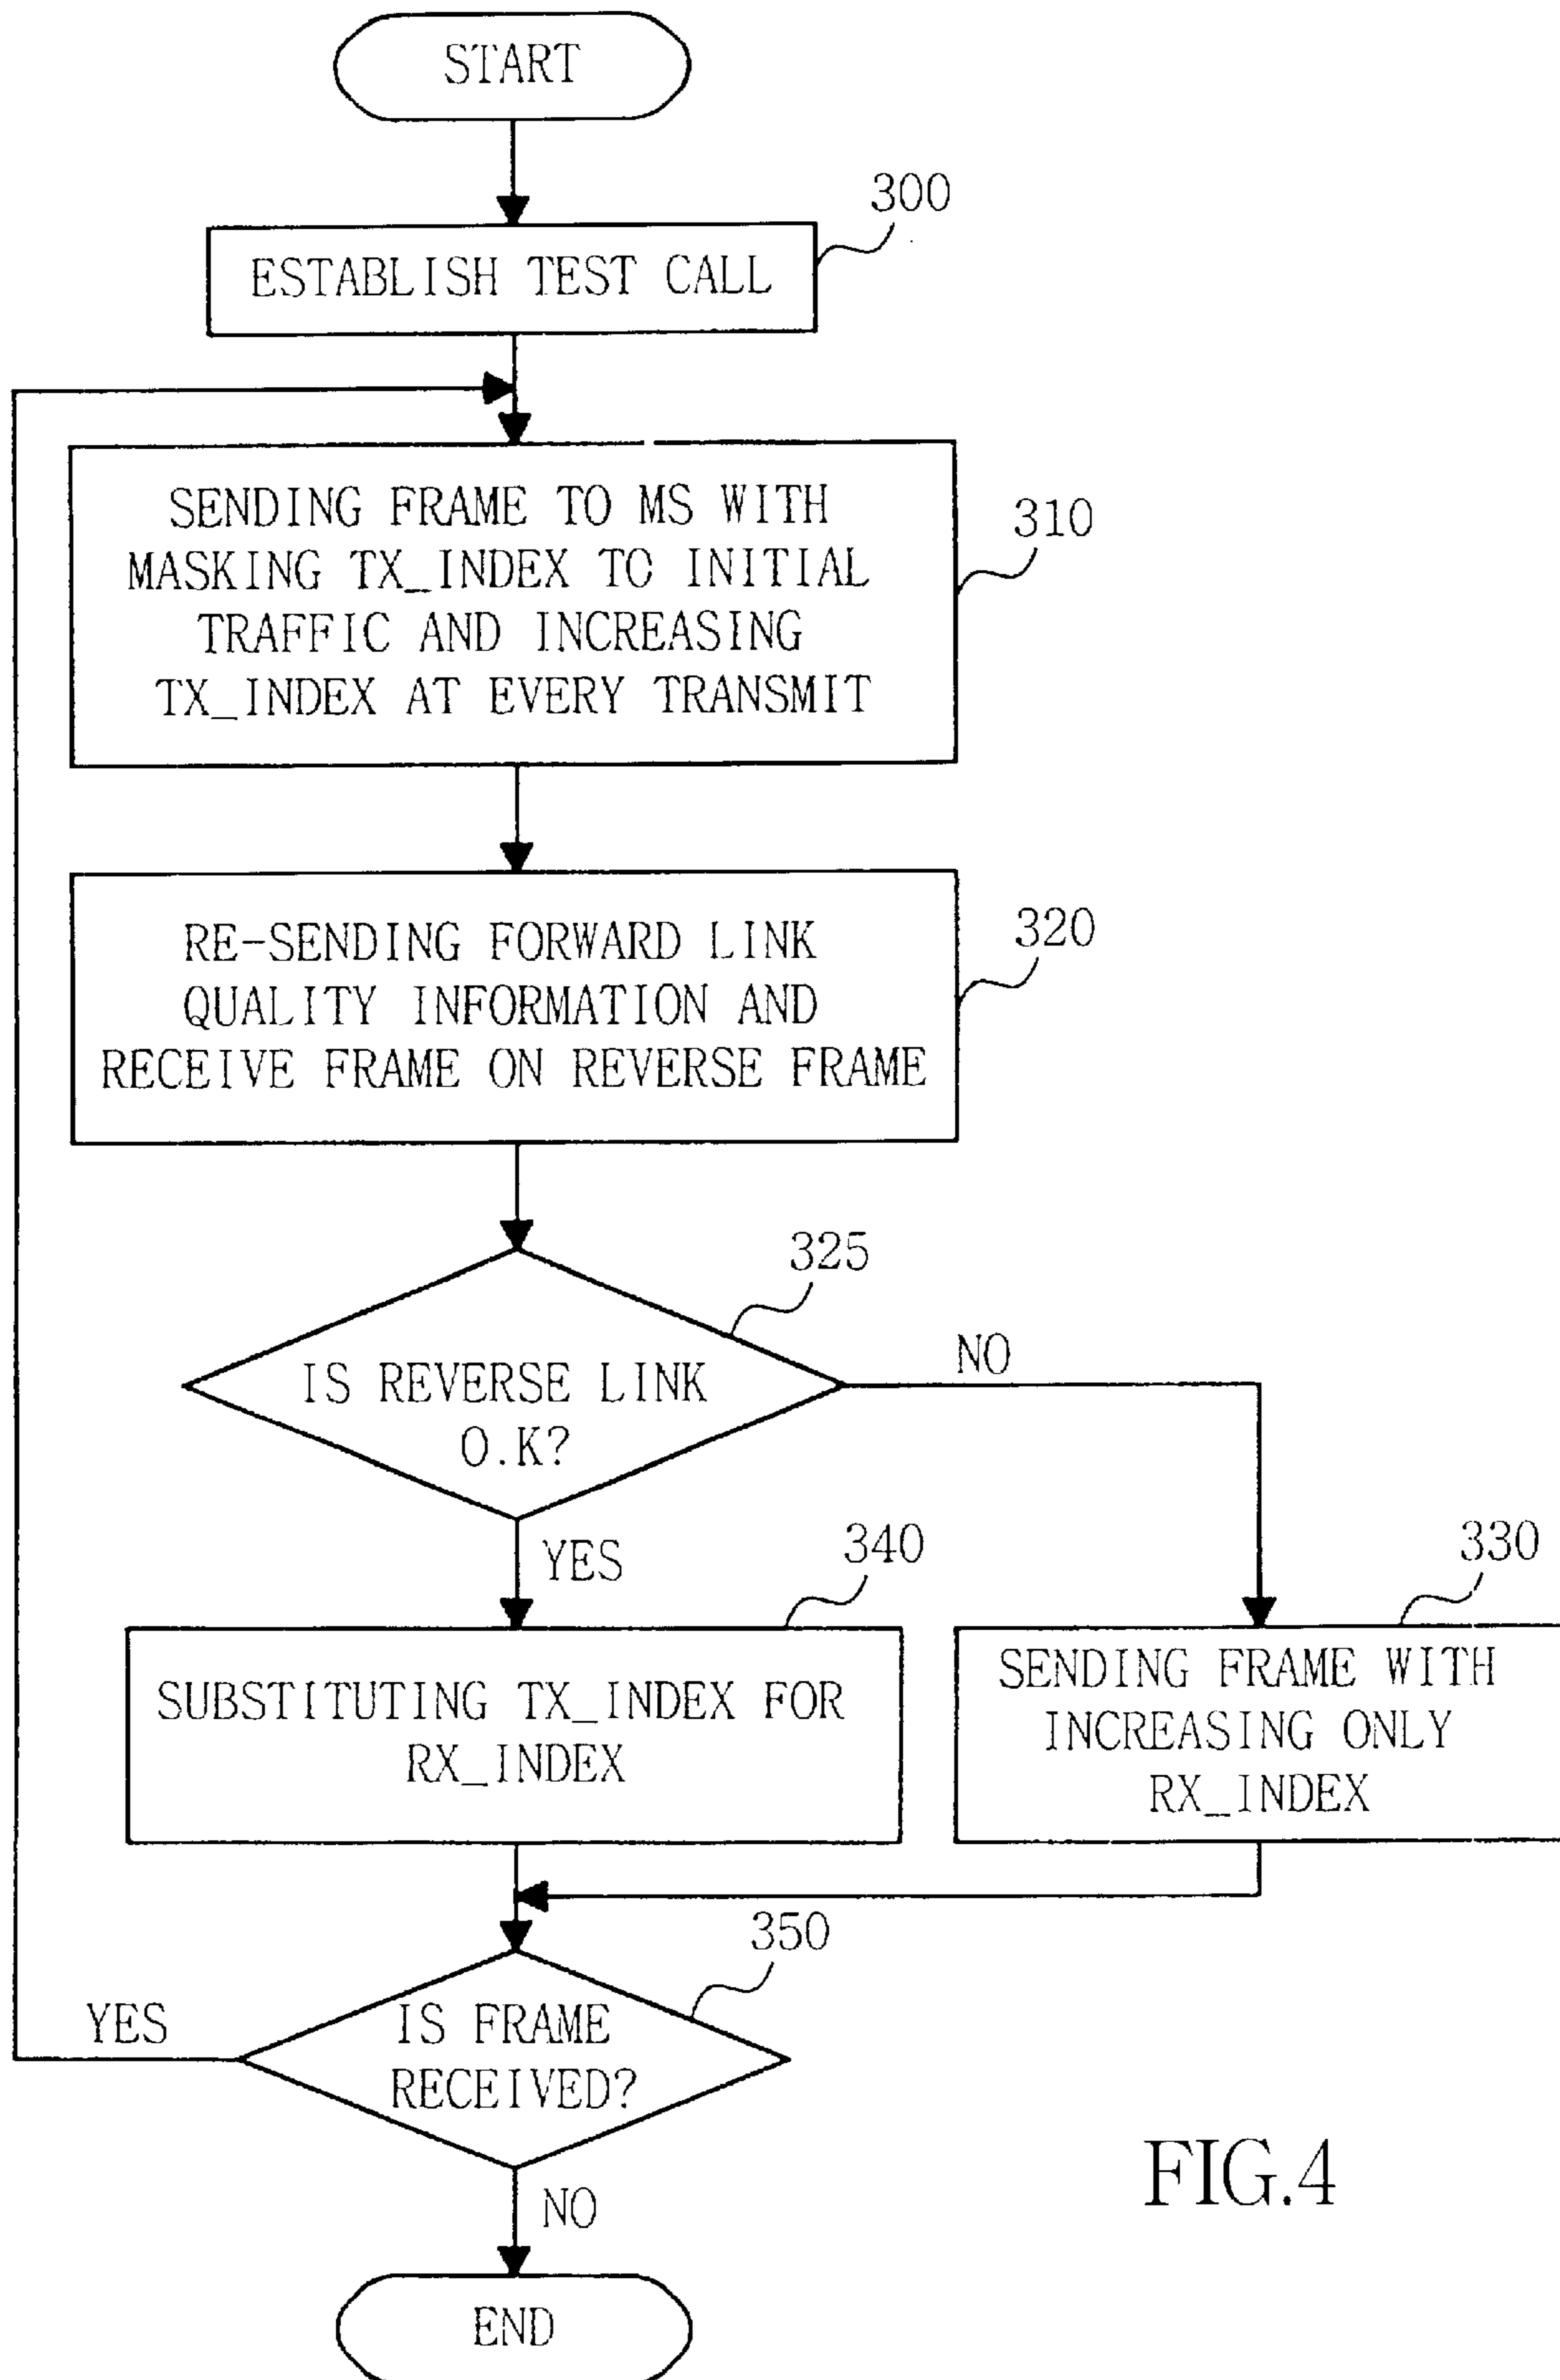 START
300
ESTABLISH TEST CALL
310
SENDING FRAME TO MS WITH
MASKING TX_INDEX TO INITIAL
TRAFFIC AND INCREASING
TX_INDEX AT EVERY TRANSMIT
320
RE-SENDING FORWARD LINK
QUALITY INFORMATION AND
RECEIVE FRAME ON REVERSE FRAME
325
IS REVERSE LINK
O.K?
NO
YES
340
SUBSTITUTING TX_INDEX FOR
RX_INDEX
330
SENDING FRAME WITH
INCREASING ONLY
RX_INDEX
350
IS FRAME
RECEIVED?
YES
NO
END
FIG.4